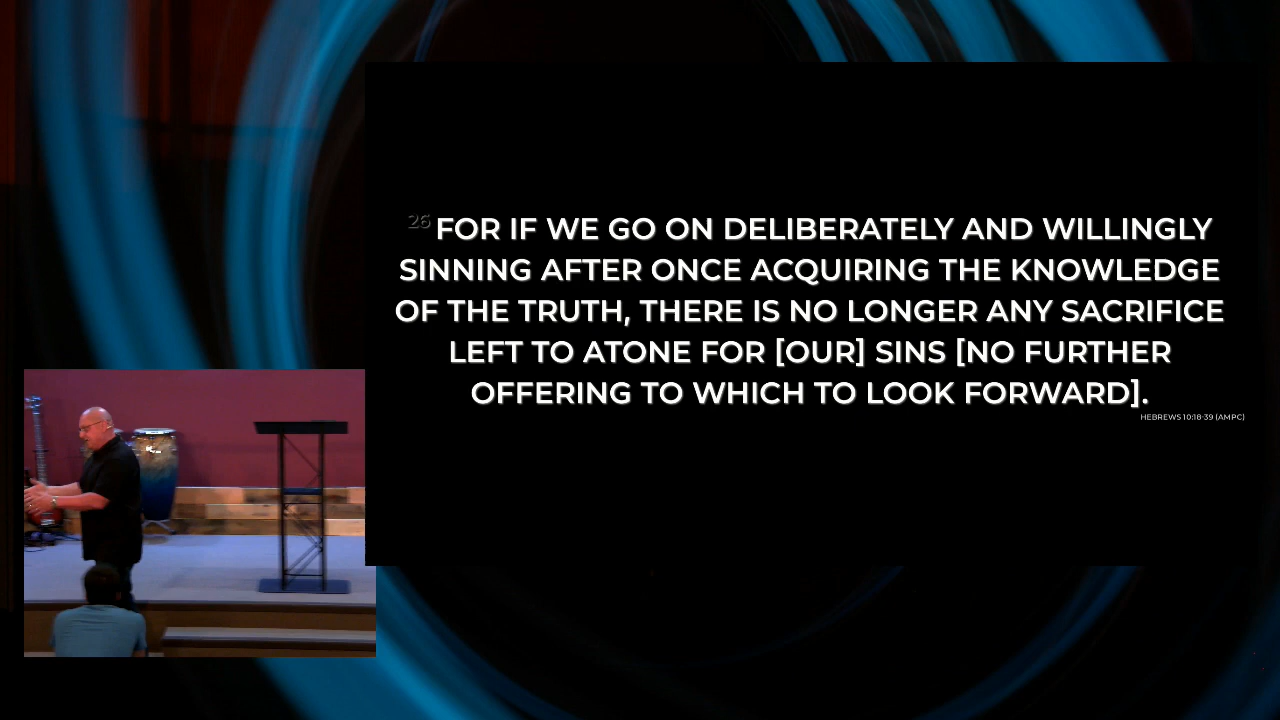 26 FOR IF WE GO ON DELIBERATELY AND WILLINGLY
SINNING AFTER ONCE ACQUIRING THE KNOWLEDGE
OF THE TRUTH, THERE IS NO LONGER ANY SACRIFICE
LEFT TO ATONE FOR [OUR] SINS [NO FURTHER
OFFERING TO WHICH TO LOOK FORWARD].
HEBREWS 10:18-39 (AMPC)